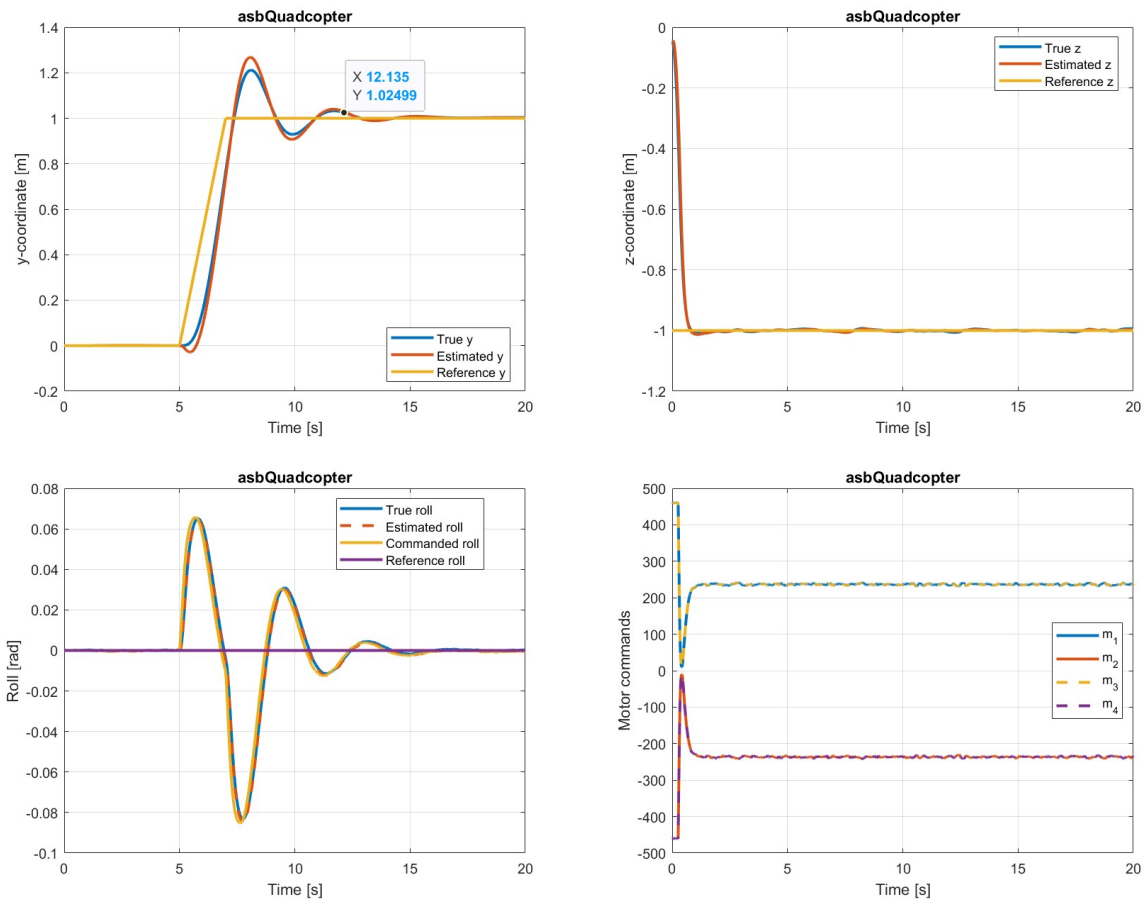 asbQuadcopter
1.4
1.2
1
0.8
0.6
0.4
0.2
0
-0.2
y-coordinate [m]
X 12.135
Y 1.02499
True y
Estimated y
Reference y
0
5
10
15
20
Time [s]
asbQuadcopter
0
-0.2
-0.4
-0.6
-0.8
-1
-1.2
z-coordinate [m]
True z
Estimated z
Reference z
0
5
10
15
20
Time [s]
asbQuadcopter
0.08
0.06
0.04
0.02
0
-0.02
-0.04
-0.06
-0.08
-0.1
Roll [rad]
True roll
Estimated roll
Commanded roll
Reference roll
0
5
10
15
20
Time [s]
asbQuadcopter
500
400
300
200
100
0
-100
-200
-300
-400
-500
Motor commands
m1
m2
m3
m4
0
5
10
15
20
Time [s]